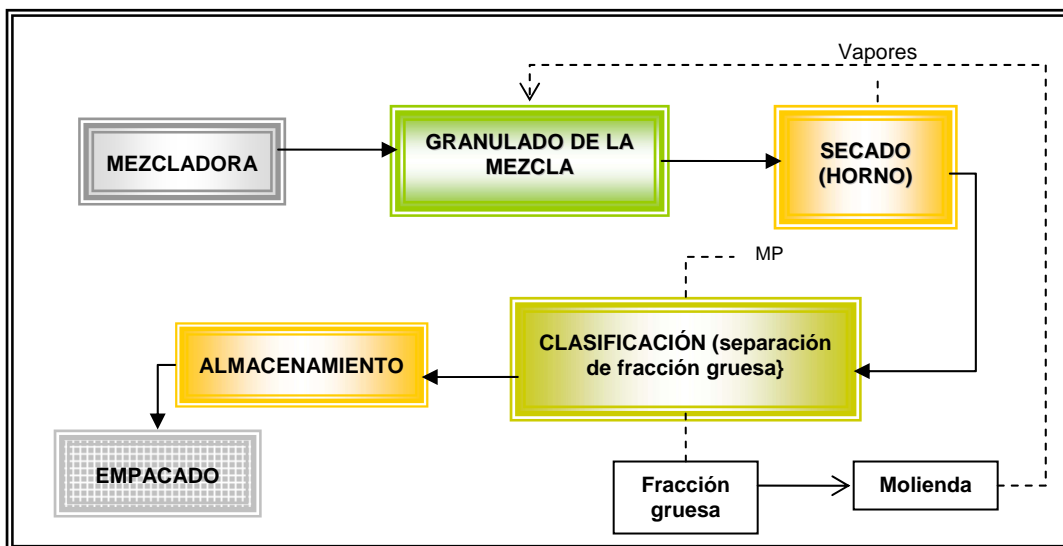 Vapores
MEZCLADORA
GRANULADO DE LA
MEZCLA
SECADO
(HORNO)
MP
CLASIFICACIÓN (separación
de fracción gruesa}
ALMACENAMIENTO
EMPACADO
Fracción
gruesa
Molienda